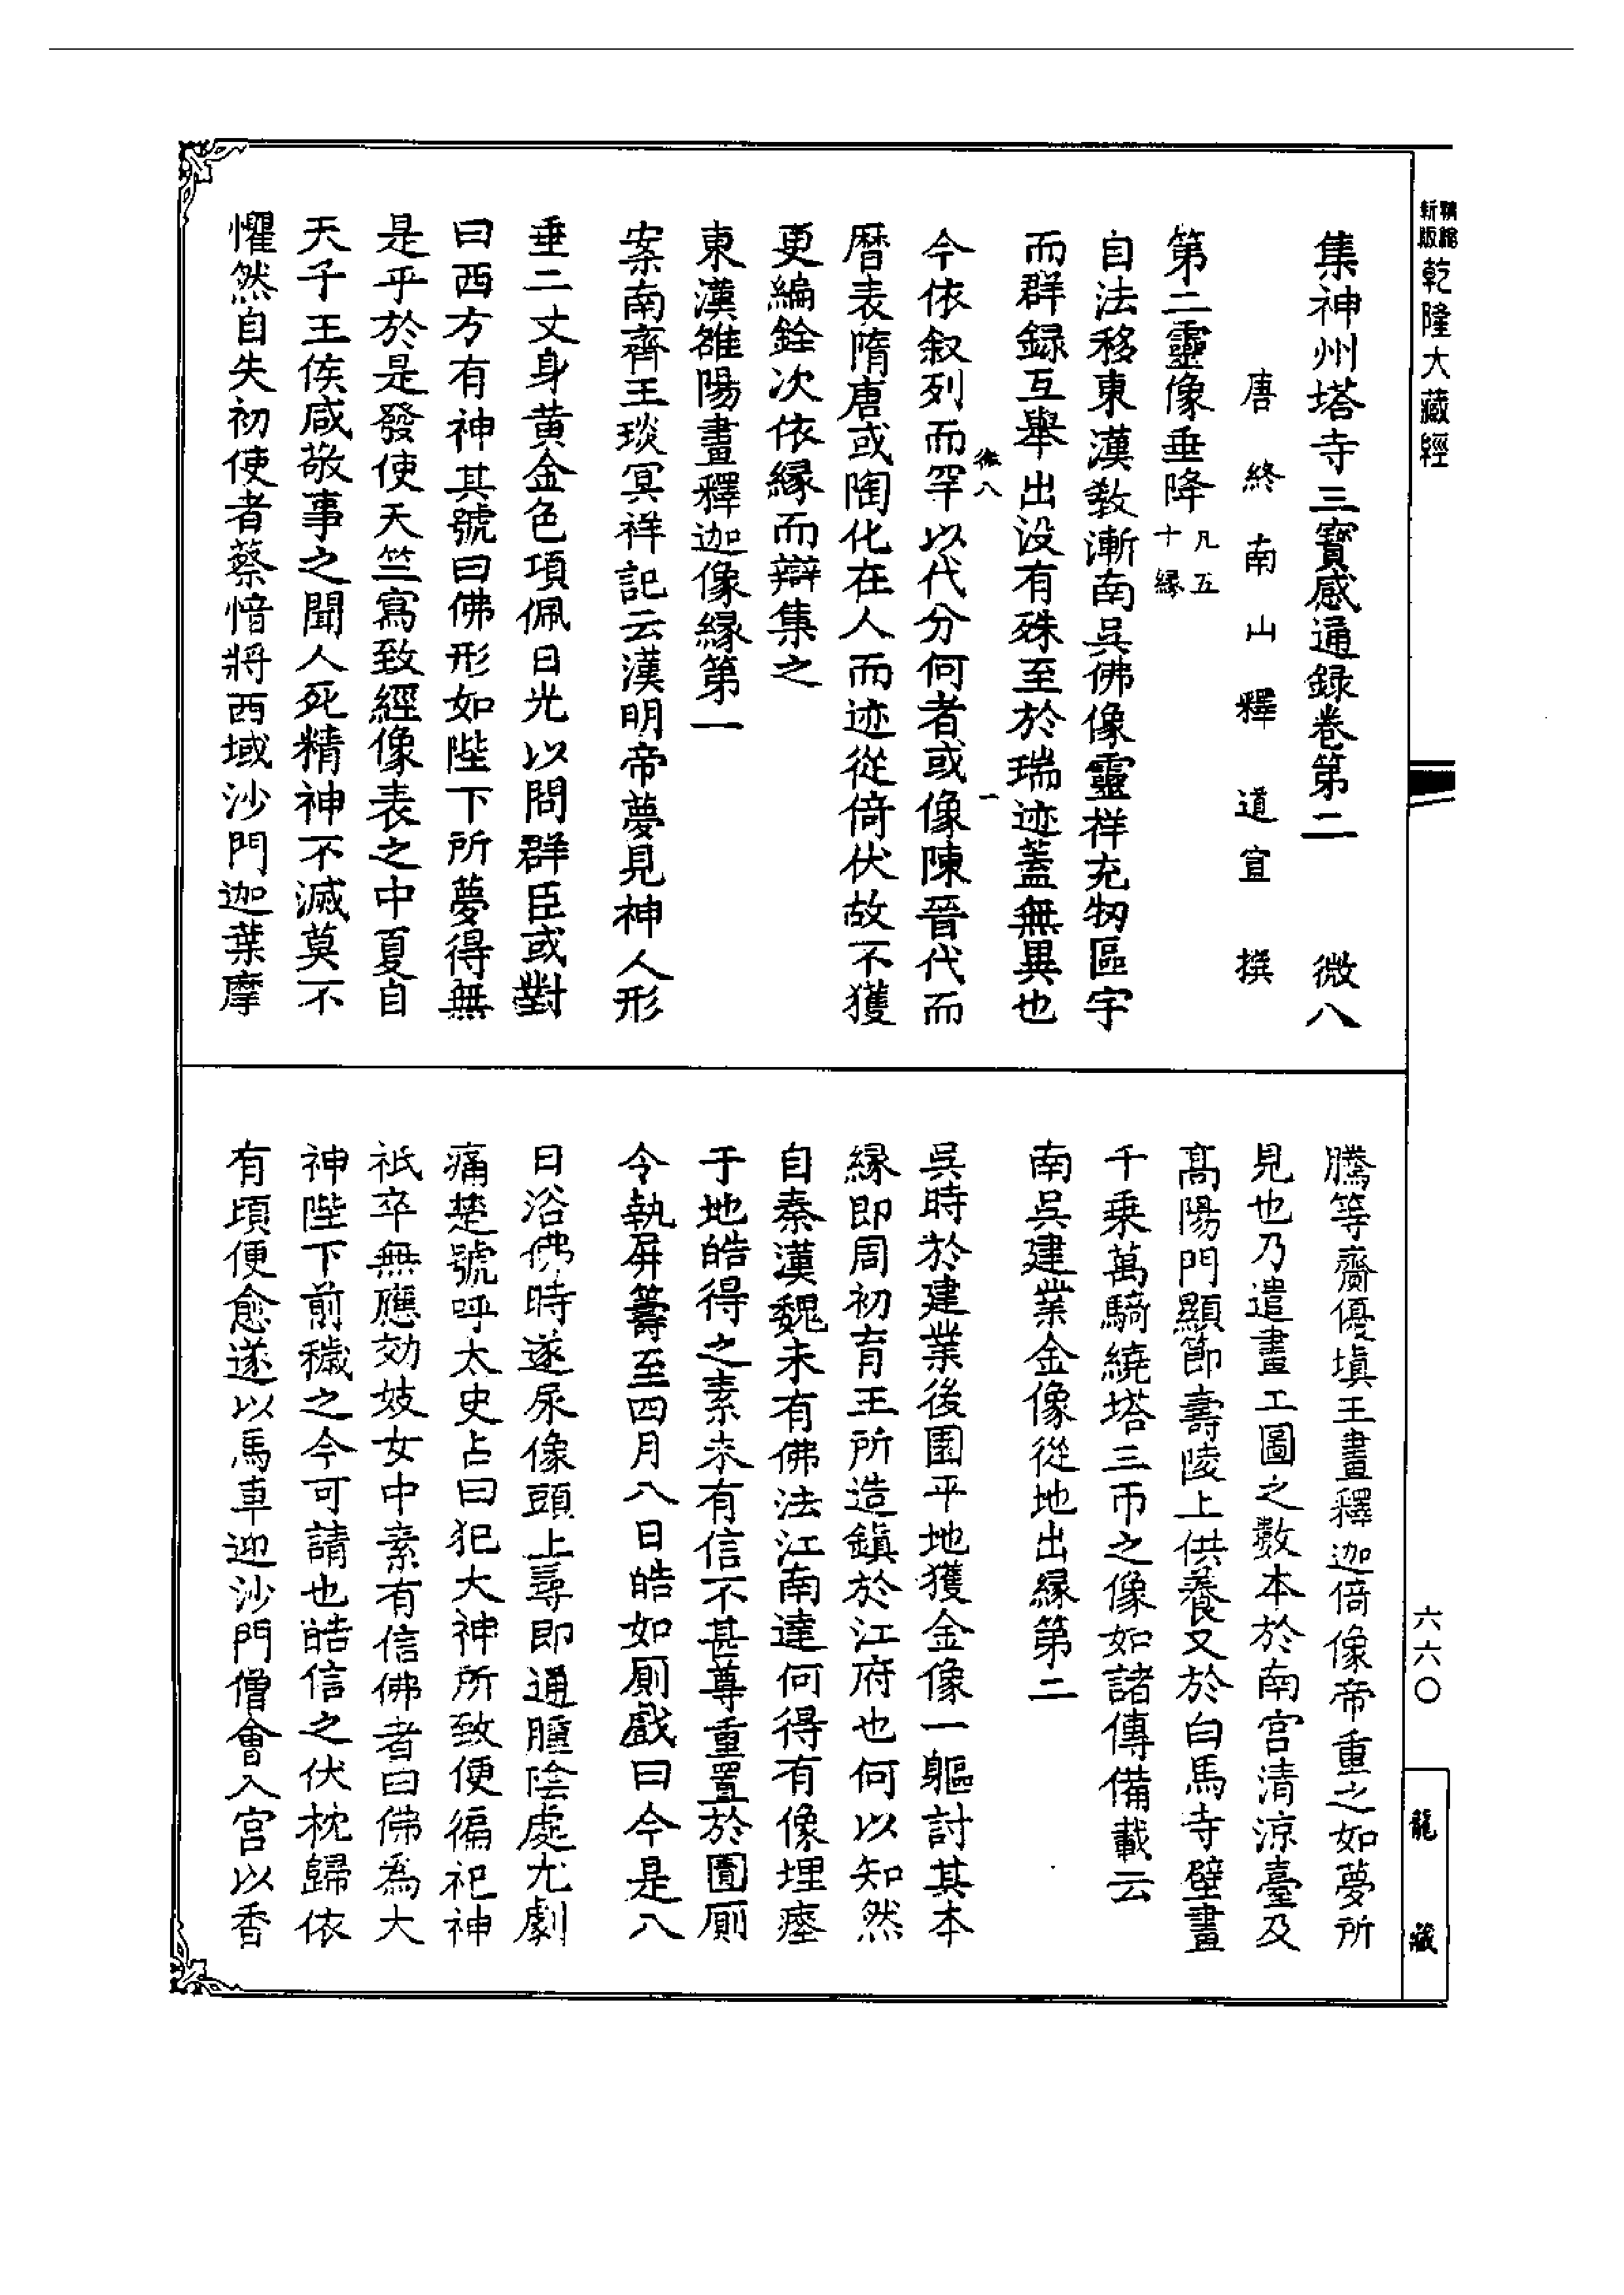 精縮新版乾隆大藏經
集神州塔寺三寳感通録卷第二　微八
唐終南山釋道宣撰
第二靈像垂降凡五十縁
自法移東漢教漸南呉佛像靈祥充牣區宇
而群録互舉出没有殊至於瑞迹蓋無異也
今依叙列而罕以代分何者或像陳晉代而
微八　一
曆表隋唐或陶化在人而迹從倚伏故不獲
更編銓次依縁而辯集之
東漢雒陽畫釋迦像縁第一
案南齊王琰冥祥記云漢明帝夢見神人形
垂二丈身黄金色項佩日光以問群臣或對
曰西方有神其號曰佛形如陛下所夢得無
是乎於是發使天竺寫致經像表之中夏自
天子王侯咸敬事之聞人死精神不滅莫不
懼然自失初使者蔡愔將西域沙門迦葉摩
騰等齎優塡王畫釋迦倚像帝重之如夢所
見也乃遣畫工圖之數本於南宫清涼臺及
髙陽門顯節壽陵上供養又於白馬寺壁畫
千乗萬騎繞塔三帀之像如諸傳備載云
南呉建業金像從地出縁第二
呉時於建業後園平地獲金像一軀討其本
縁即周初育王所造鎭於江府也何以知然
自秦漢魏未有佛法江南達何得有像埋瘞
于地皓得之素未有信不甚尊重置於圊厠
令執屏籌至四月八日皓如厠戯曰今是八
日浴佛時遂尿像頭上尋即通腫陰處尤劇
痛楚號呼太史占曰犯大神所致便徧祀神
祇卒無應効妓女中素有信佛者曰佛為大
神陛下前穢之今可請也皓信之伏枕歸依
有頃便愈遂以馬車迎沙門僧會入宫以香
六六〇
龍藏